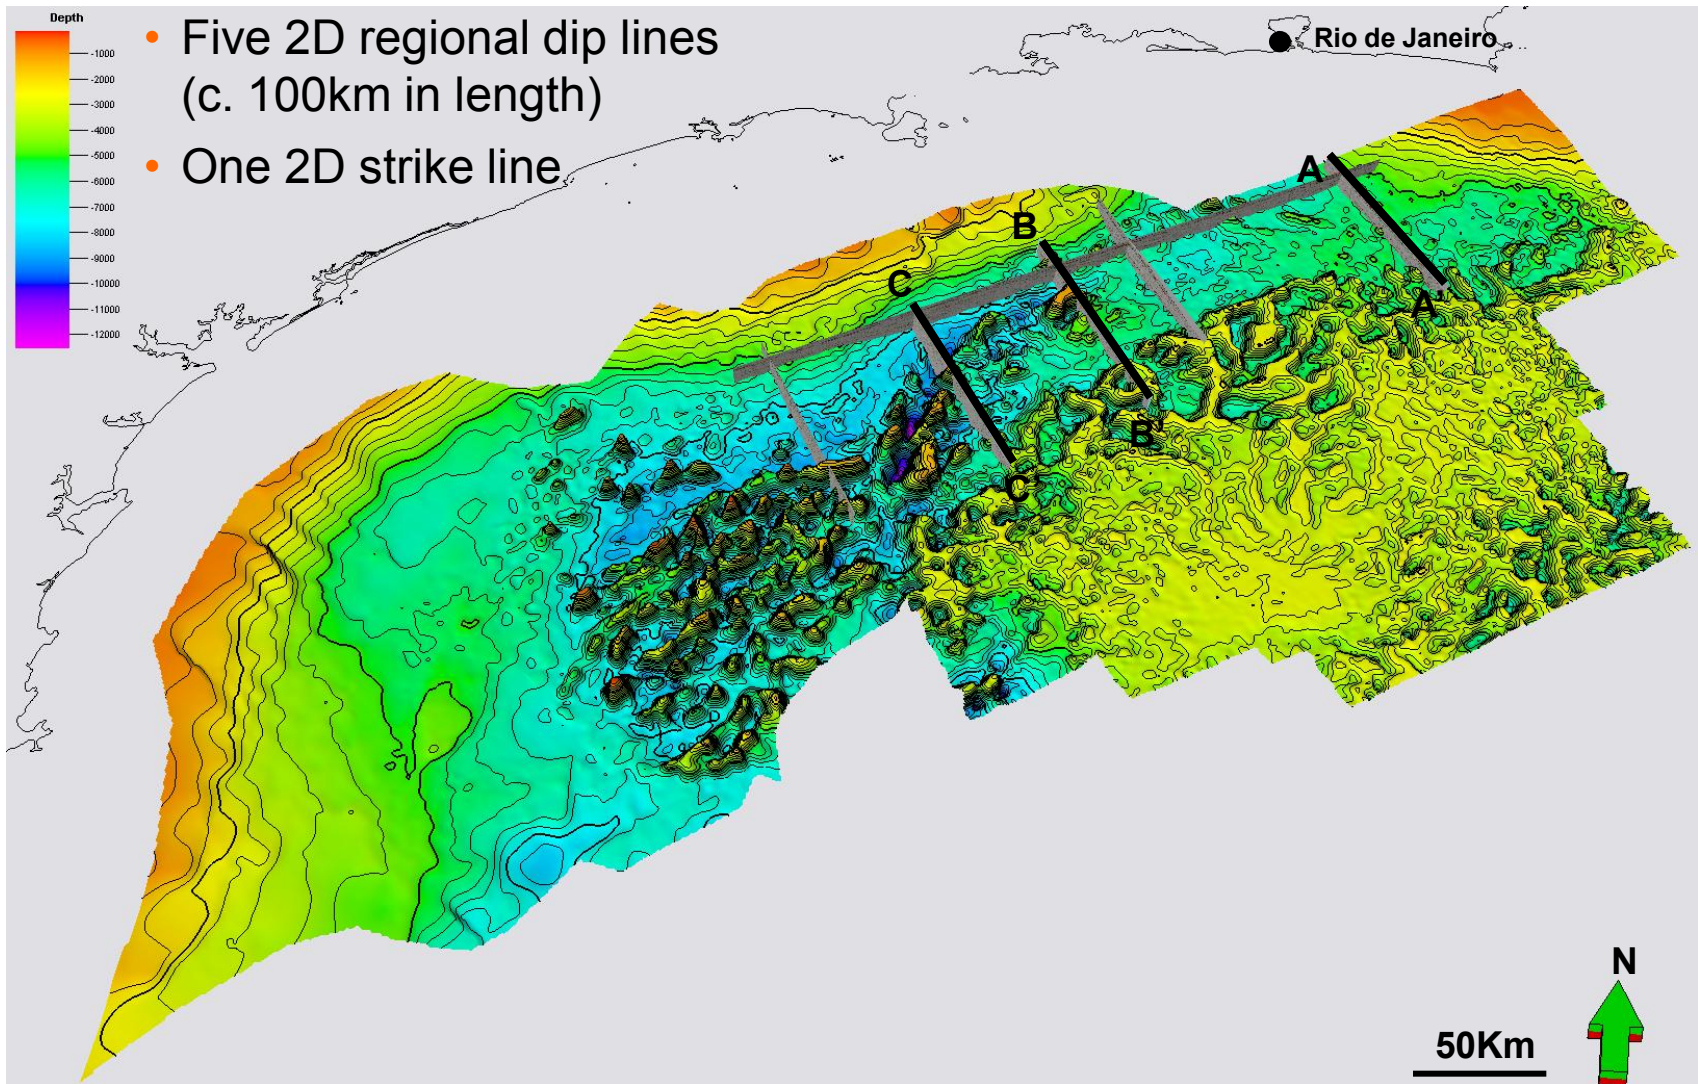 Depth
-1000
-2000
-3000
-4000
-5000
-6000
-7000
-8000
-9000
-10000
-11000
-12000
• Five 2D regional dip lines
(c. 100km in length)
• One 2D strike line
Rio de Janeiro
A
B
C
A'
B'
C'
N
50Km